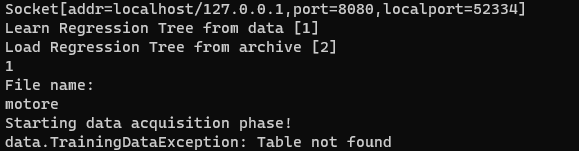 Socket[addr=localhost/127.0.0.1,port=8080,localport=52334]
Learn Regression Tree from data [1]
Load Regression Tree from archive [2]
1
File name:
motore
Starting data acquisition phase!
data.TrainingDataException: Table not found